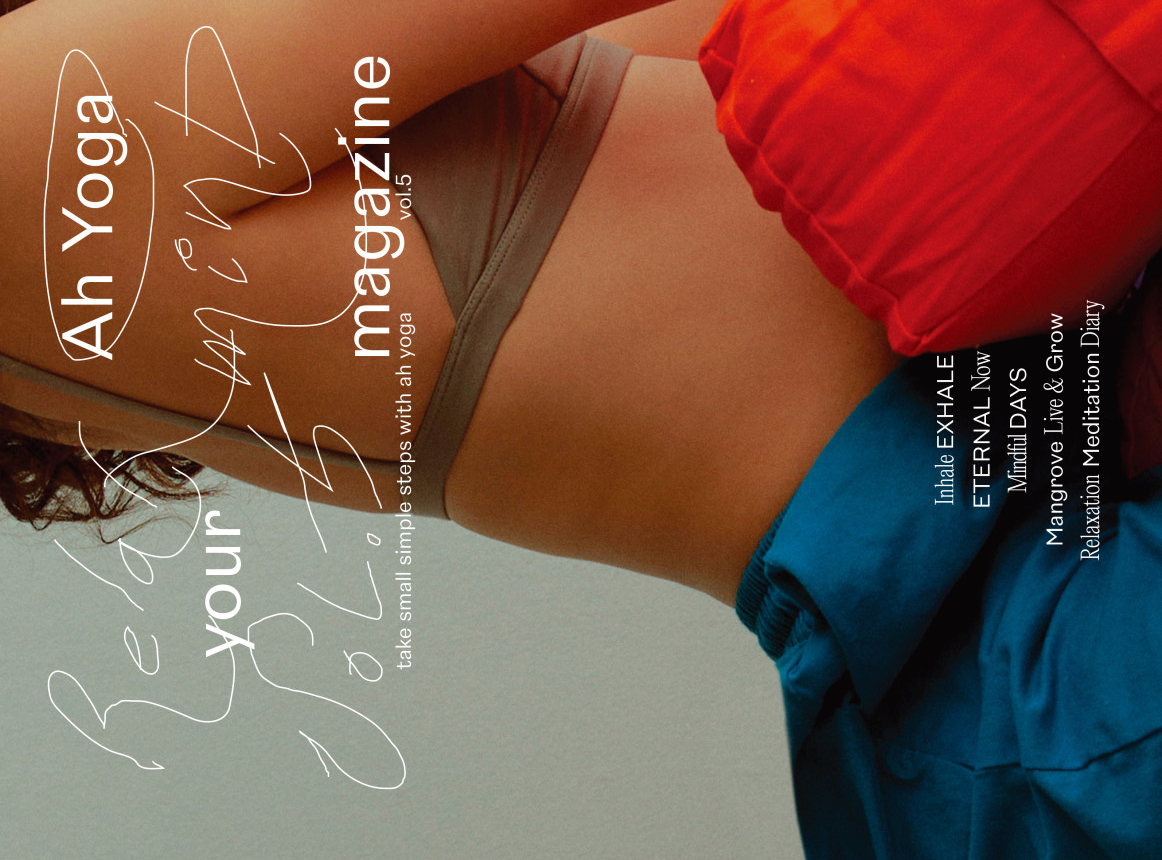 Ah Yoga
Relax
your
magazine
take small simple steps with ah yoga vol.5
Inhale EXHALE
ETERNAL Now
Mindful DAYS
Mangrove Live & Grow
Relaxation Meditation Diary